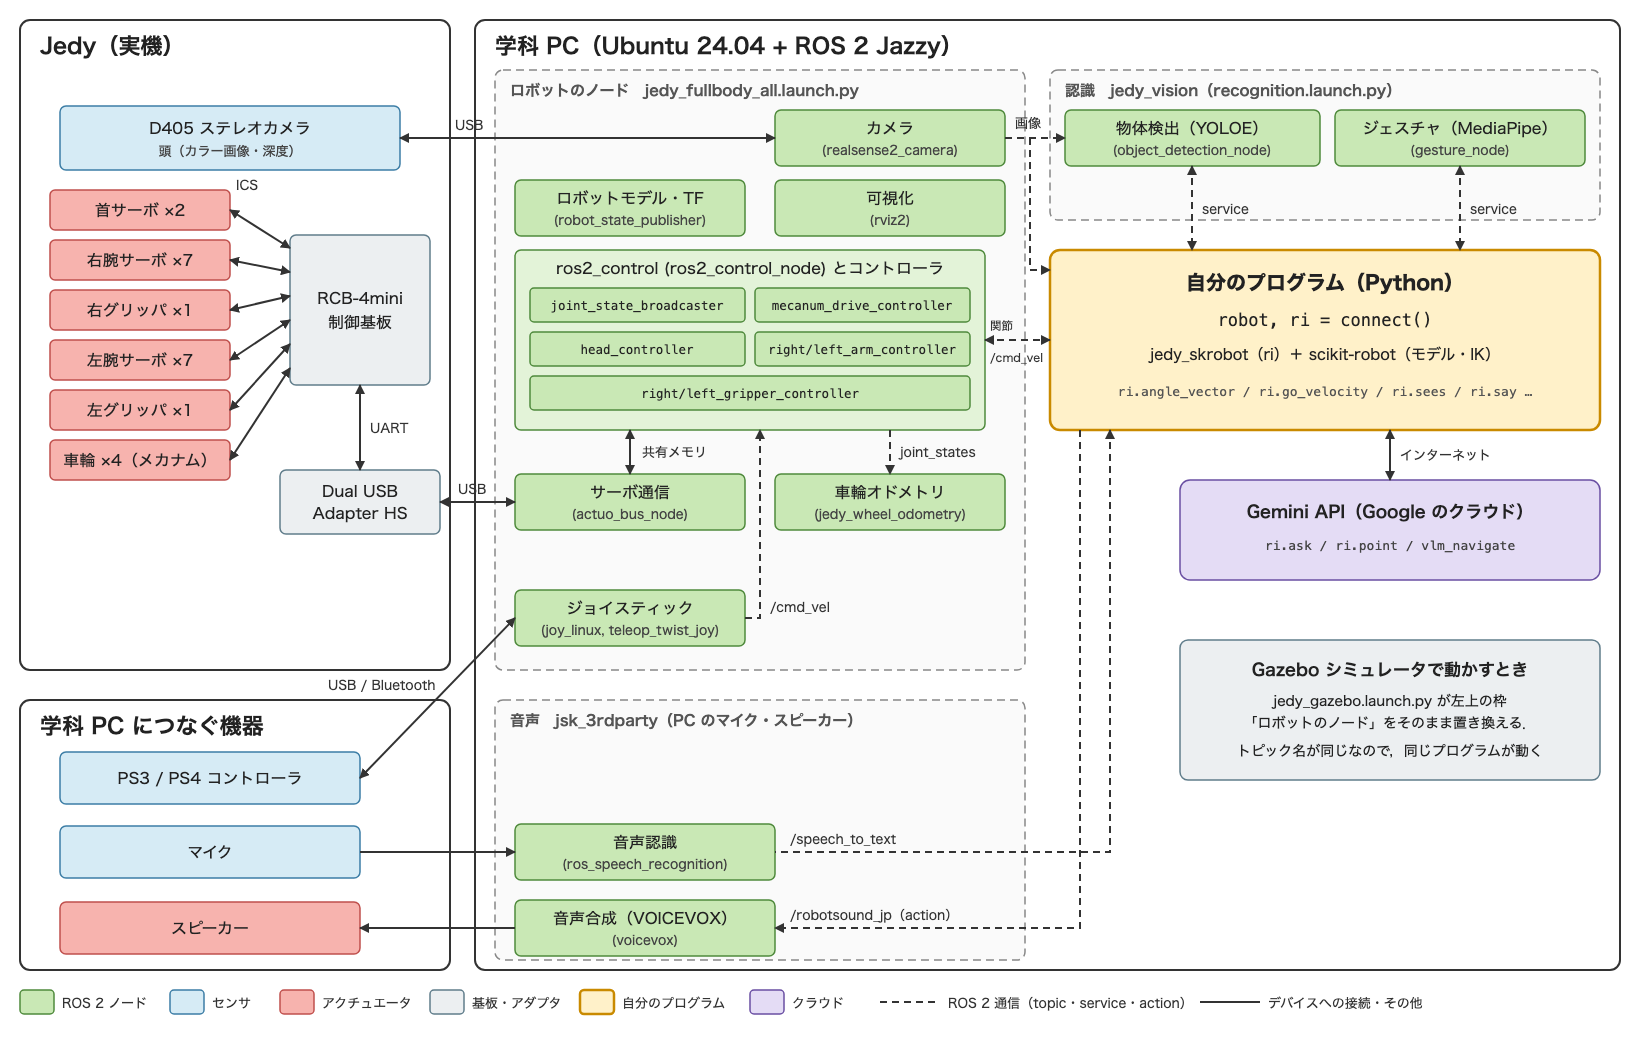 Jedy（実機）
D405 ステレオカメラ
頭（カラー画像・深度）
ICS
首サーボ ×2
右腕サーボ ×7
右グリッパ ×1
左腕サーボ ×7
左グリッパ ×1
車輪 ×4（メカナム）
RCB-4mini
制御基板
UART
Dual USB
Adapter HS
USB
USB
学科 PC（Ubuntu 24.04 + ROS 2 Jazzy）
ロボットのノード　jedy_fullbody_all.launch.py
カメラ
(realsense2_camera)
画像
ロボットモデル・TF
(robot_state_publisher)
可視化
(rviz2)
ros2_control (ros2_control_node) とコントローラ
joint_state_broadcaster
mecanum_drive_controller
head_controller
right/left_arm_controller
right/left_gripper_controller
関節
/cmd_vel
共有メモリ
joint_states
サーボ通信
(actuo_bus_node)
車輪オドメトリ
(jedy_wheel_odometry)
ジョイスティック
(joy_linux, teleop_twist_joy)
/cmd_vel
認識　jedy_vision（recognition.launch.py）
物体検出（YOLOE）
(object_detection_node)
ジェスチャ（MediaPipe）
(gesture_node)
service
service
自分のプログラム（Python）
robot, ri = connect()
jedy_skrobot（ri）＋ scikit-robot（モデル・IK）
ri.angle_vector / ri.go_velocity / ri.sees / ri.say …
インターネット
Gemini API（Google のクラウド）
ri.ask / ri.point / vlm_navigate
Gazebo シミュレータで動かすとき
jedy_gazebo.launch.py が左上の枠
「ロボットのノード」をそのまま置き換える．
トピック名が同じなので，同じプログラムが動く
USB / Bluetooth
学科 PC につなぐ機器
PS3 / PS4 コントローラ
マイク
スピーカー
音声　jsk_3rdparty（PC のマイク・スピーカー）
音声認識
(ros_speech_recognition)
/speech_to_text
音声合成（VOICEVOX）
(voicevox)
/robotsound_jp（action）
ROS 2 ノード
センサ
アクチュエータ
基板・アダプタ
自分のプログラム
クラウド
ROS 2 通信（topic・service・action）
デバイスへの接続・その他